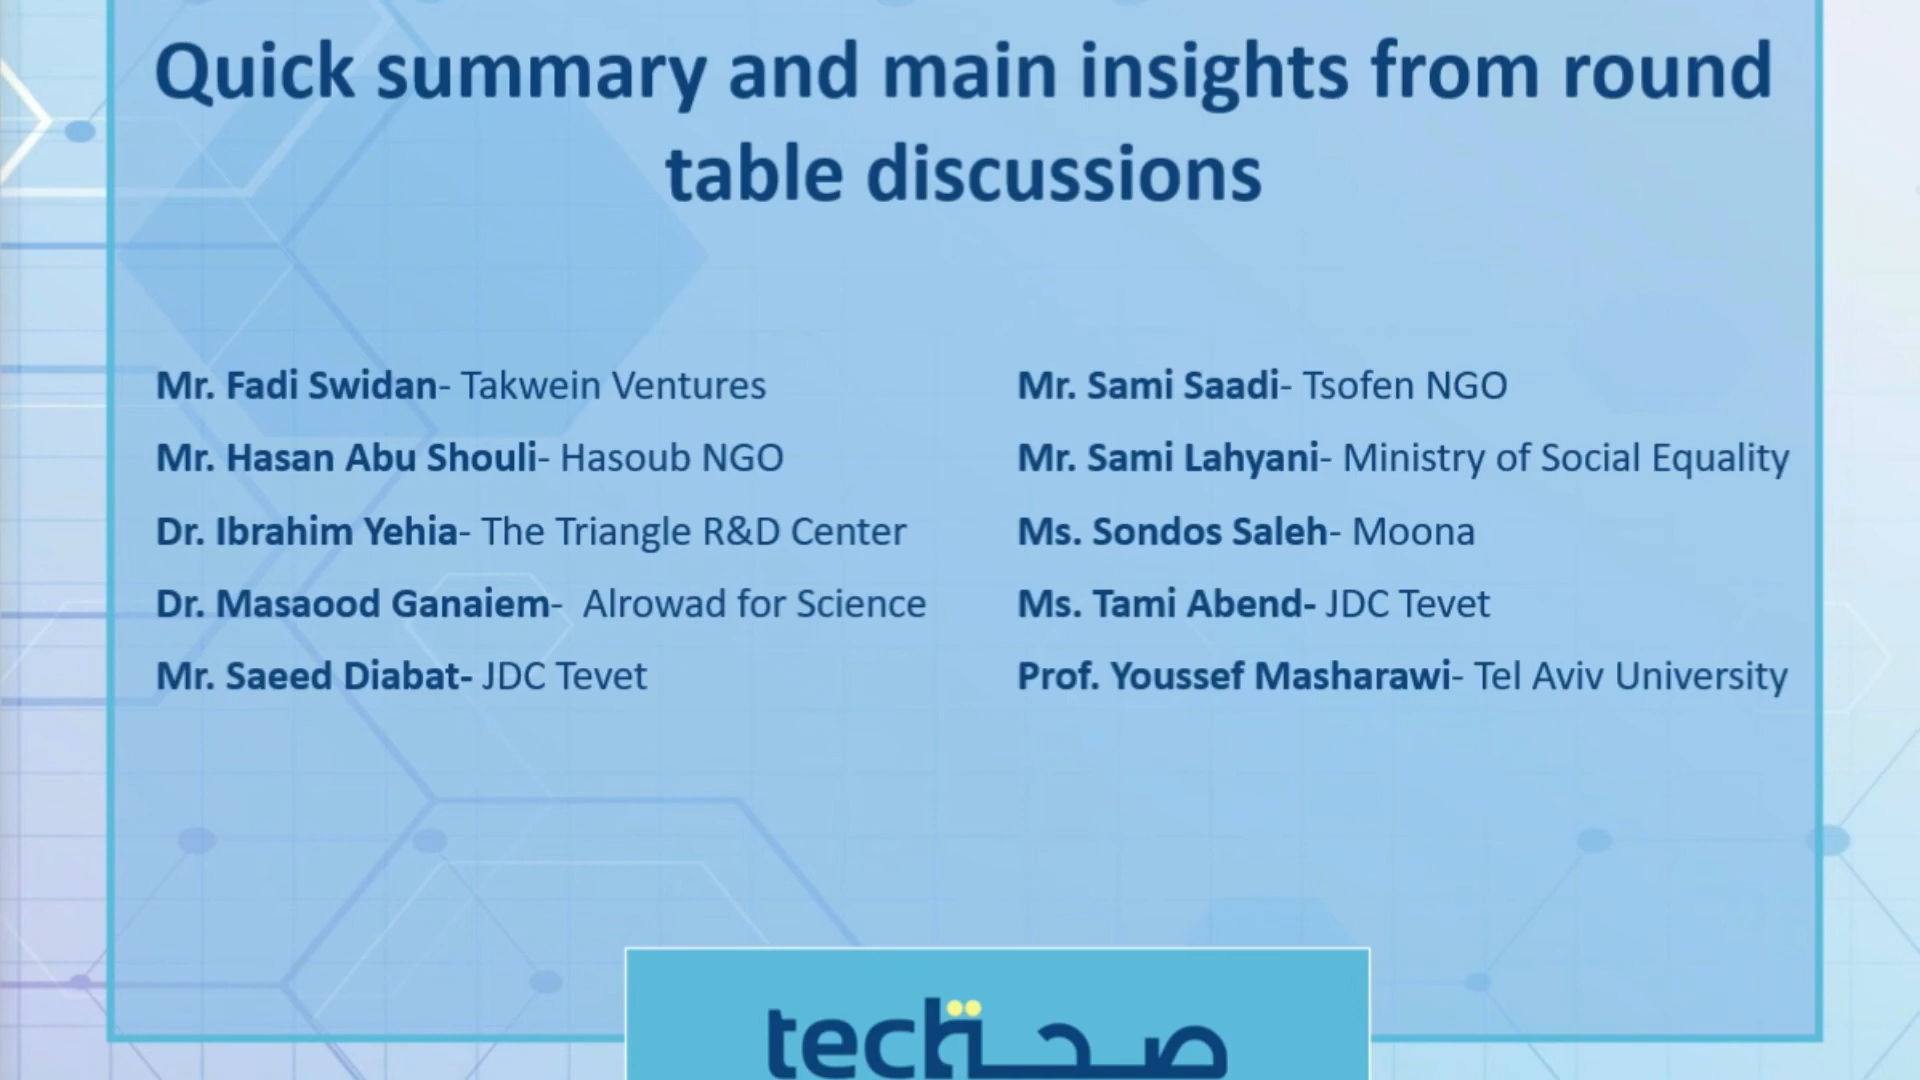 Quick summary and main insights from round
table discussions
Mr. Fadi Swidan- Takwein Ventures
Mr. Hasan Abu Shouli- Hasoub NGO
Dr. Ibrahim Yehia- The Triangle R&D Center
Dr. Masaood Ganaiem- Alrowad for Science
Mr. Saeed Diabat- JDC Tevet
Mr. Sami Saadi- Tsofen NGO
Mr. Sami Lahyani- Ministry of Social Equality
Ms. Sondos Saleh- Moona
Ms. Tami Abend- JDC Tevet
Prof. Youssef Masharawi- Tel Aviv University
tech صحة